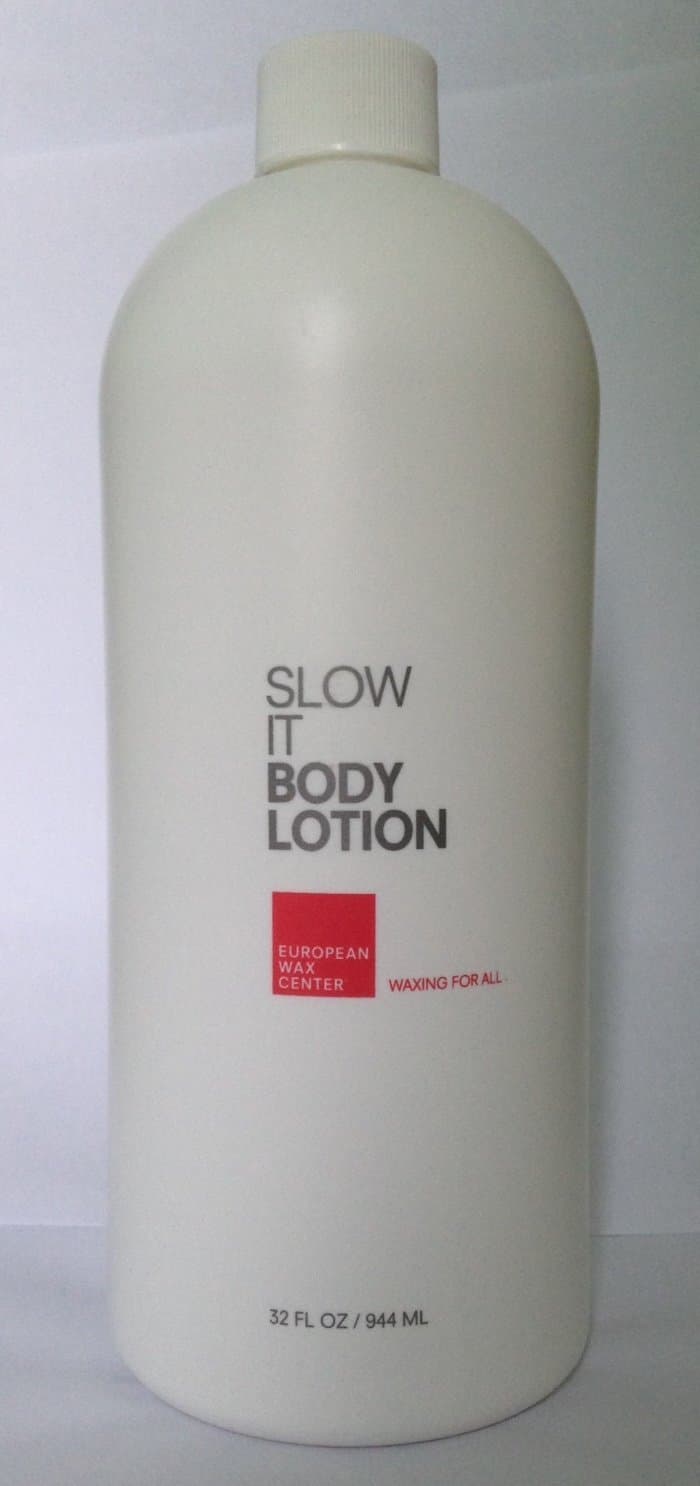 SLOW
IT
BODY
LOTION
EUROPEAN
WAX
CENTER
WAXING FOR ALL
32 FL OZ / 944 ML